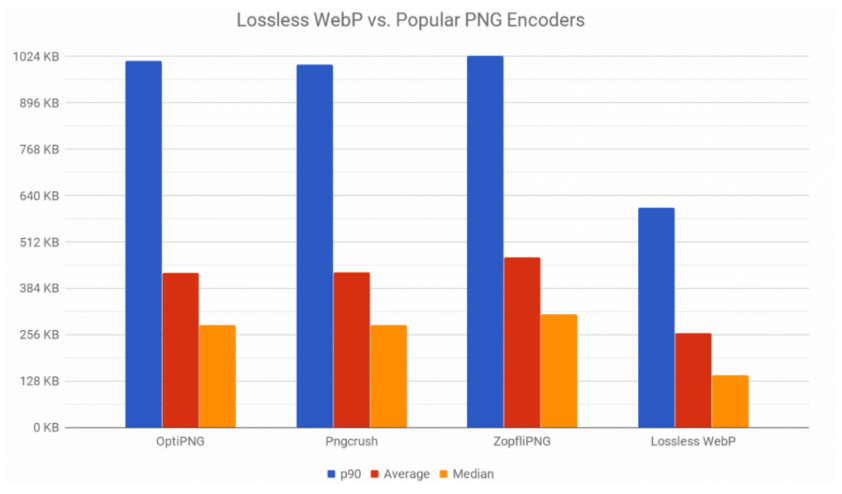 Lossless WebP vs. Popular PNG Encoders
1024 KB
896 KB
768 KB
640 KB
512 KB
384 KB
256 KB
128 KB
0 KB
OptiPNG Pngcrush ZopfliPNG Lossless WebP
p90 Average Median